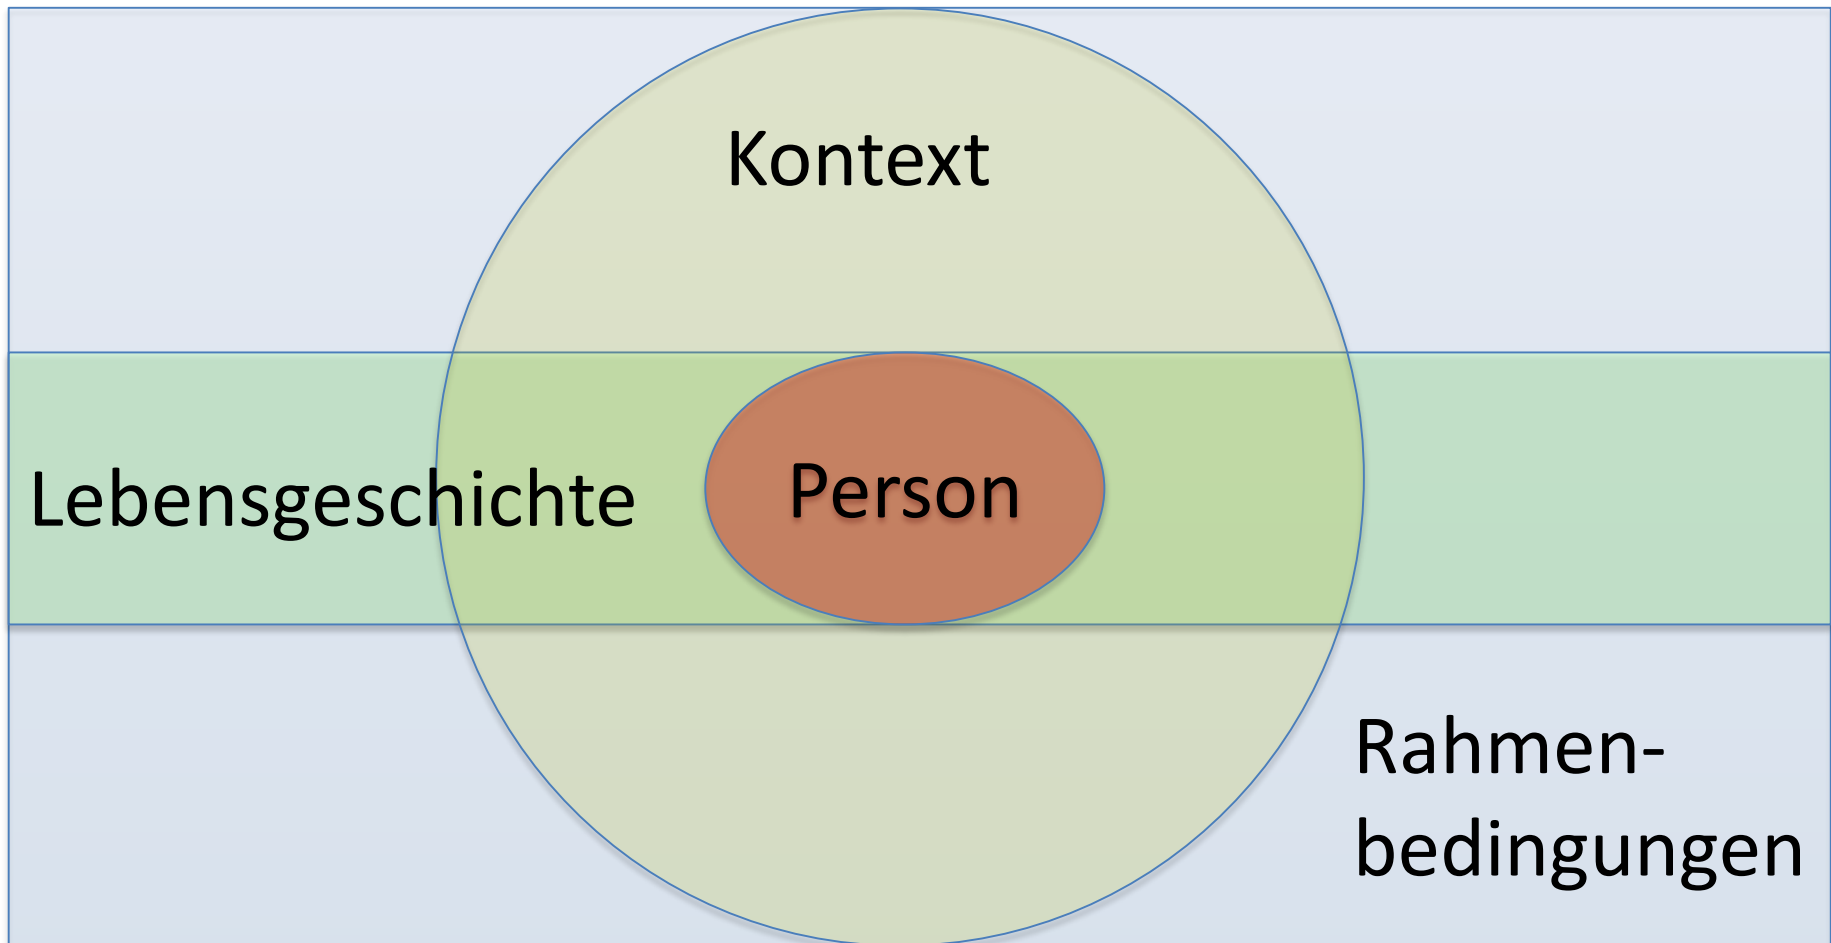 Kontext
Lebensgeschichte
Person
Rahmen-
bedingungen